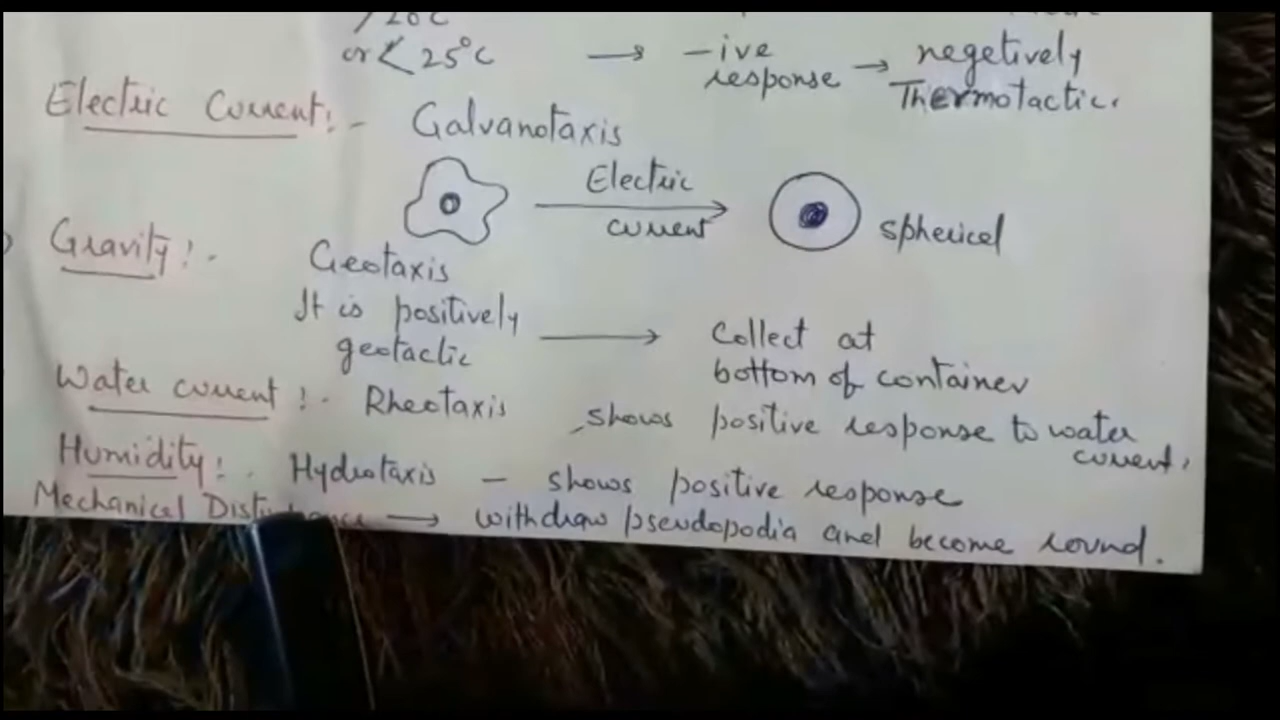 or < 25°C → -ive response → negetively Thermotactic.
Electric Current:- Galvanotaxis
Electric current
spherical
Gravity:- Geotaxis
It is positively geotactic → Collect at bottom of container
Water current:- Rheotaxis shows positive response to water current.
Humidity:- Hydrotaxis - shows positive response
Mechanical → withdraw pseudopodia and become round.